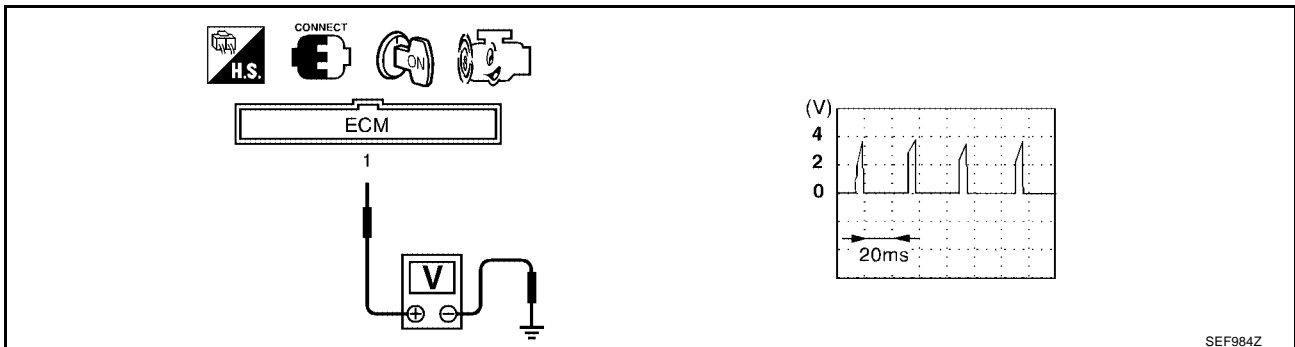 CONNECT
H.S.
ON
ECM
1
V
(V)
4
2
0
20ms
SEF984Z